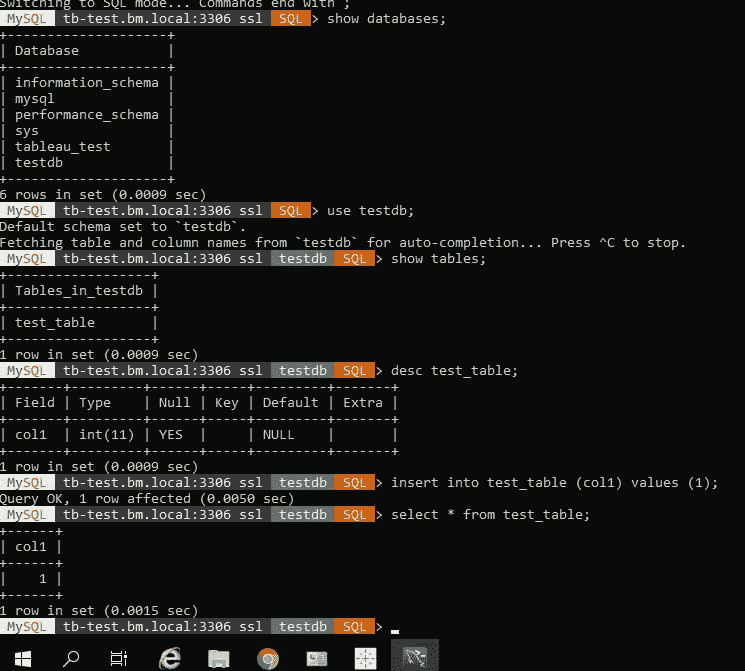 Switching to SQL mode... Commands end with ;
MySQL tb-test.bm.local:3306 ssl SQL > show databases;
+--------------------+
| Database           |
+--------------------+
| information_schema |
| mysql              |
| performance_schema |
| sys                |
| tableau_test       |
| testdb             |
+--------------------+
6 rows in set (0.0009 sec)
MySQL tb-test.bm.local:3306 ssl SQL > use testdb;
Default schema set to `testdb`.
Fetching table and column names from `testdb` for auto-completion... Press ^C to stop.
MySQL tb-test.bm.local:3306 ssl testdb SQL > show tables;
+------------------+
| Tables_in_testdb |
+------------------+
| test_table       |
+------------------+
1 row in set (0.0009 sec)
MySQL tb-test.bm.local:3306 ssl testdb SQL > desc test_table;
+-------+---------+------+-----+---------+-------+
| Field | Type    | Null | Key | Default | Extra |
+-------+---------+------+-----+---------+-------+
| col1  | int(11) | YES  |     | NULL    |       |
+-------+---------+------+-----+---------+-------+
1 row in set (0.0009 sec)
MySQL tb-test.bm.local:3306 ssl testdb SQL > insert into test_table (col1) values (1);
Query OK, 1 row affected (0.0050 sec)
MySQL tb-test.bm.local:3306 ssl testdb SQL > select * from test_table;
+------+
| col1 |
+------+
|    1 |
+------+
1 row in set (0.0015 sec)
MySQL tb-test.bm.local:3306 ssl testdb SQL >